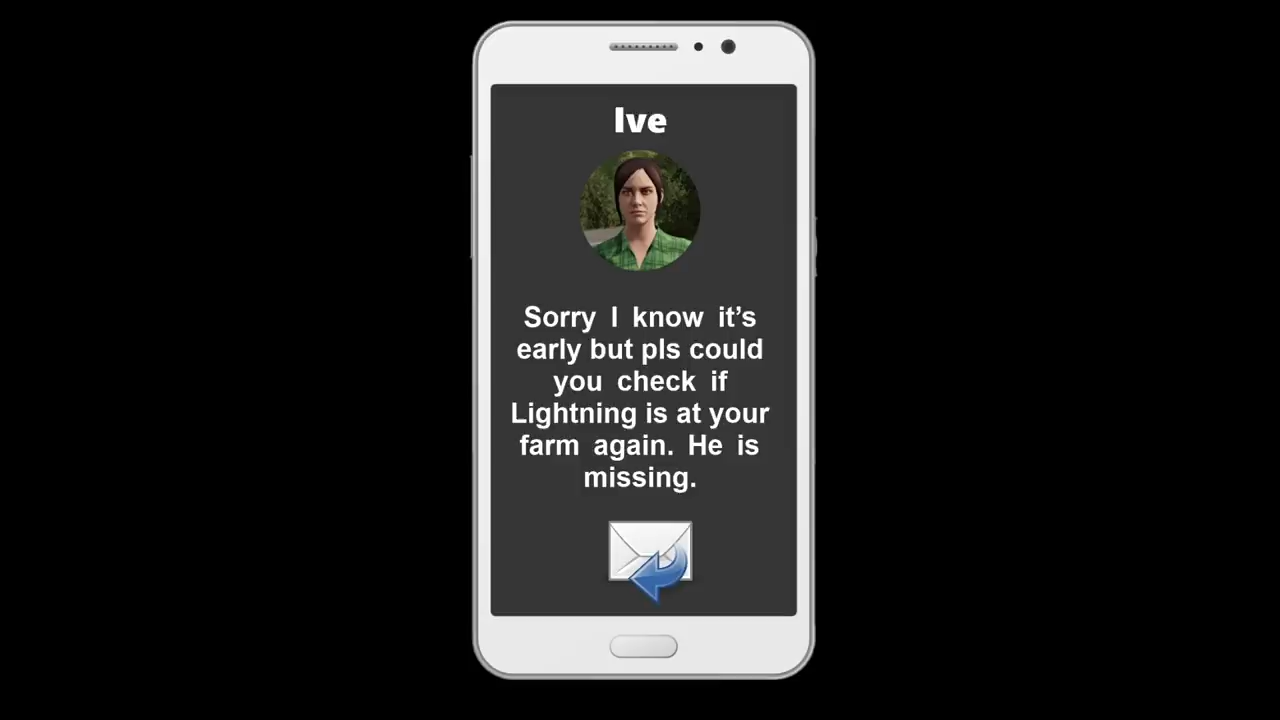 Ive
Sorry I know it’s
early but pls could
you check if
Lightning is at your
farm again. He is
missing.